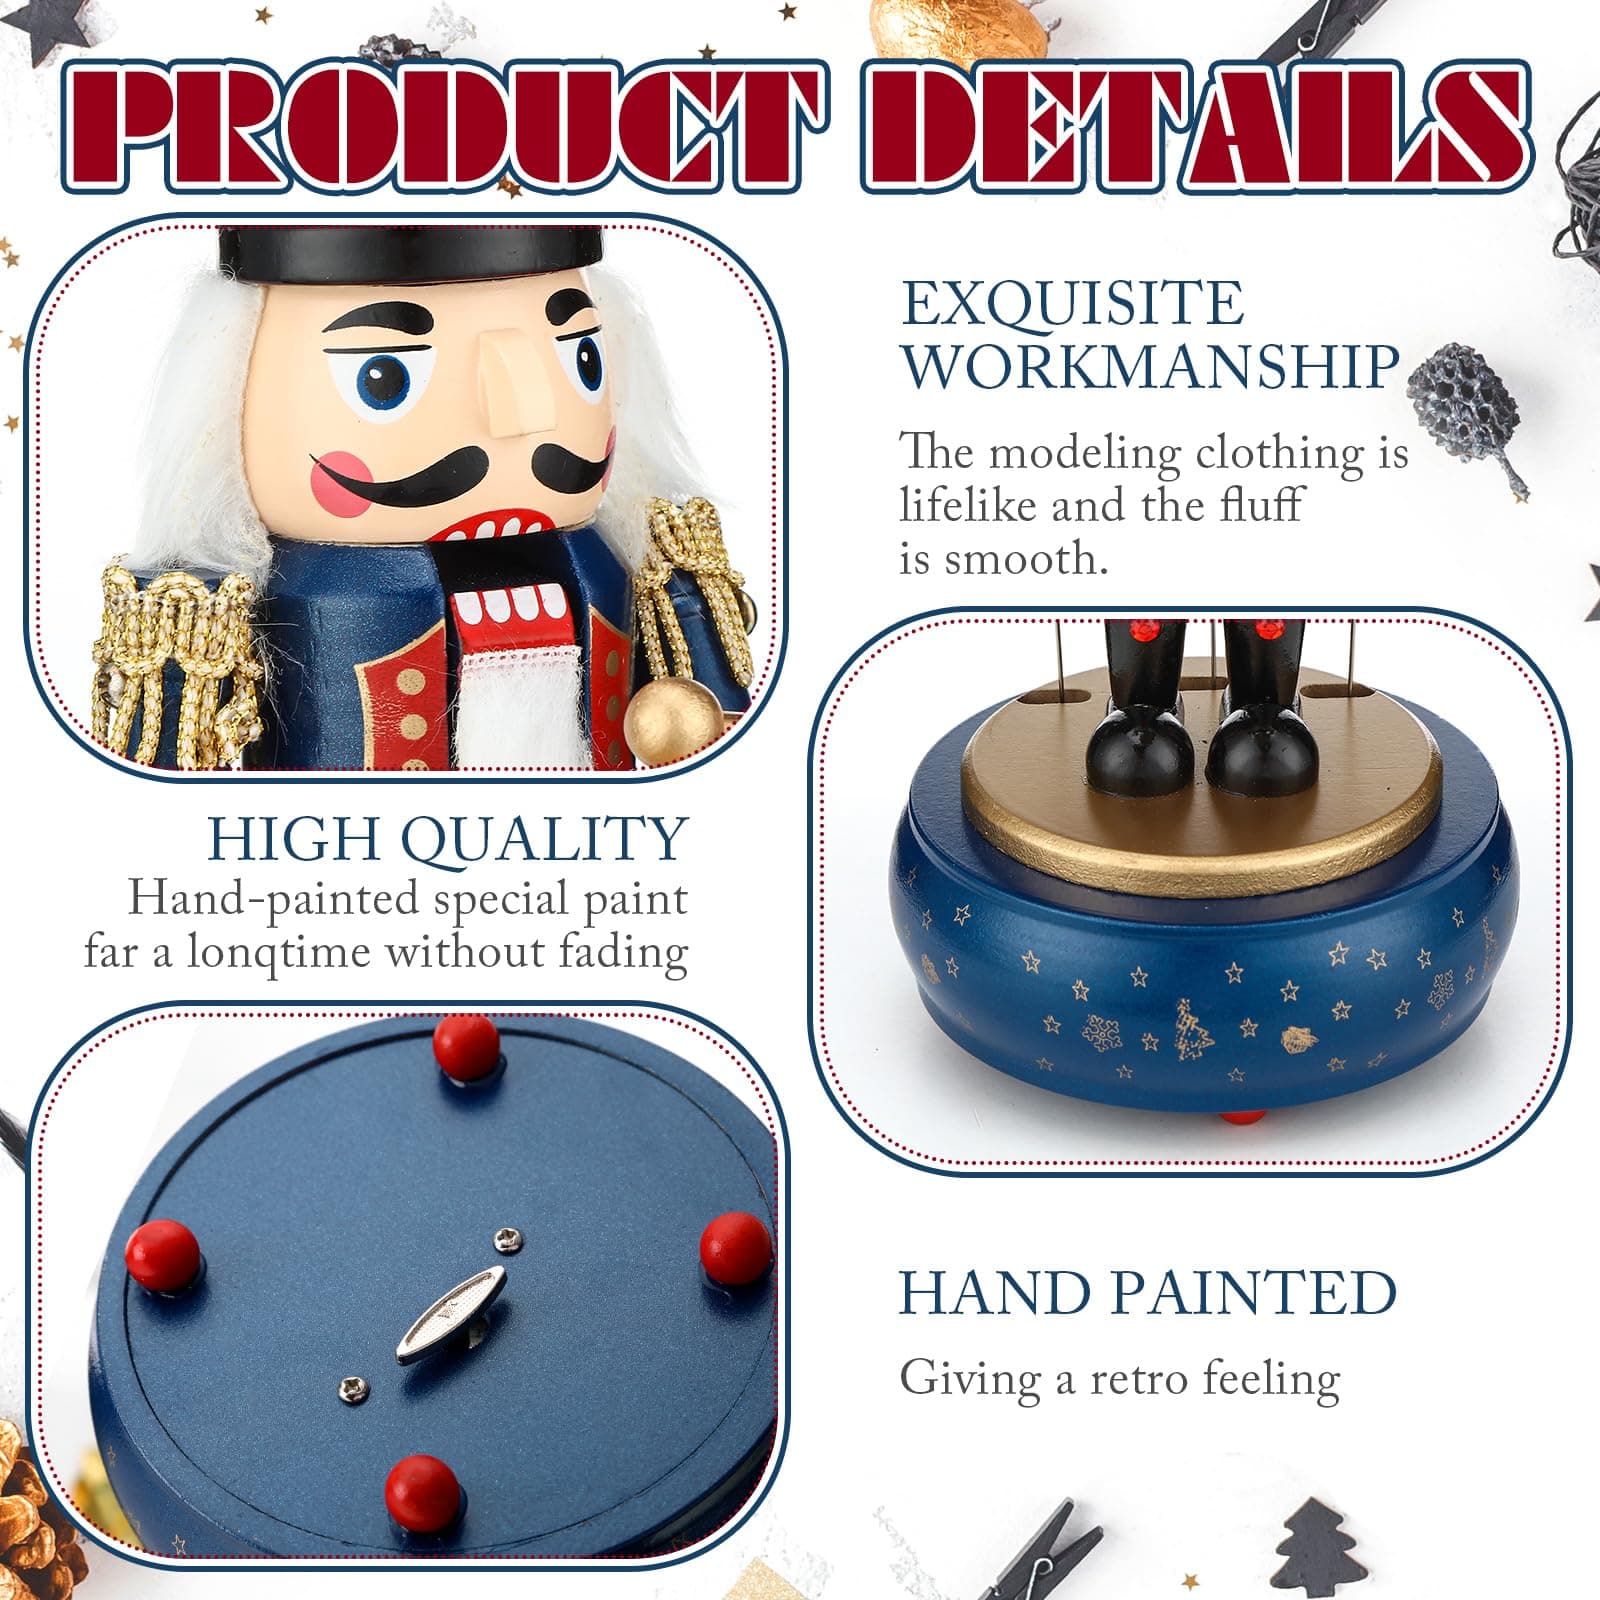 PRODUCT DETAILS
EXQUISITE
WORKMANSHIP
The modeling clothing is
lifelike and the fluff
is smooth.
HIGH QUALITY
Hand-painted special paint
far a lonqtime without fading
HAND PAINTED
Giving a retro feeling